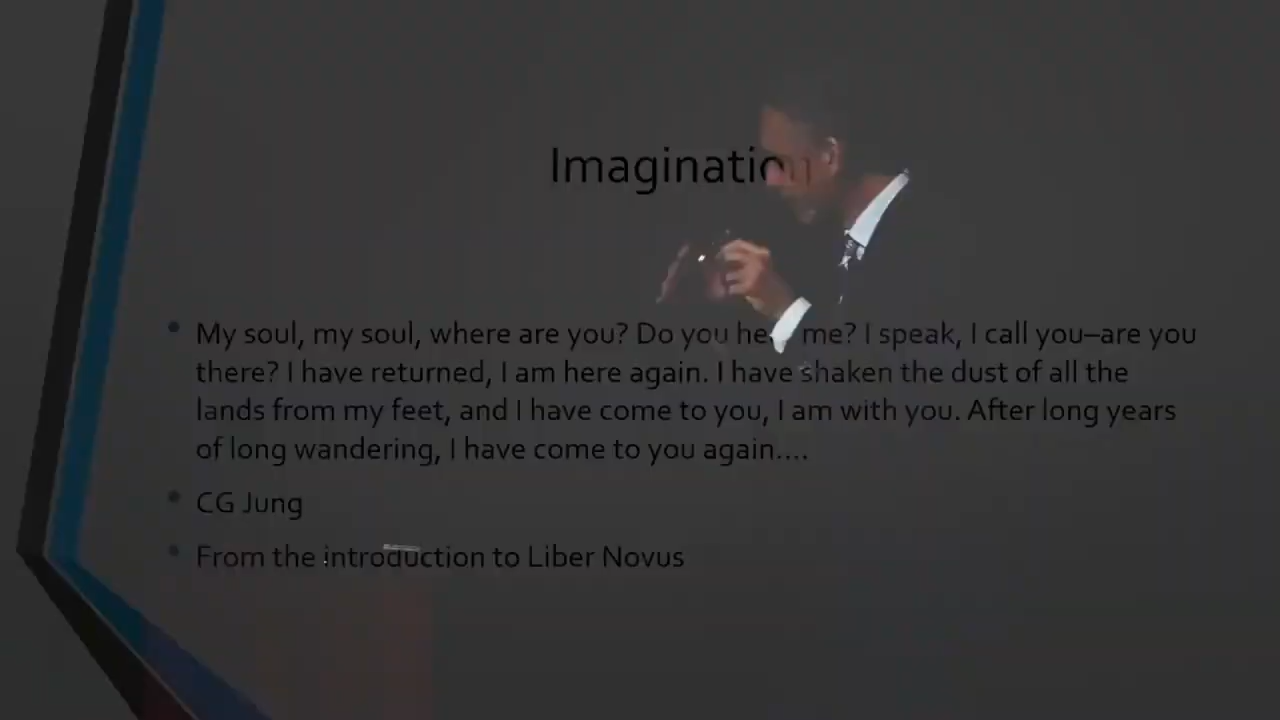 Imagination
• My soul, my soul, where are you? Do you hear me? I speak, I call you–are you
there? I have returned, I am here again. I have shaken the dust of all the
lands from my feet, and I have come to you, I am with you. After long years
of long wandering, I have come to you again....
• CG Jung
• From the introduction to Liber Novus